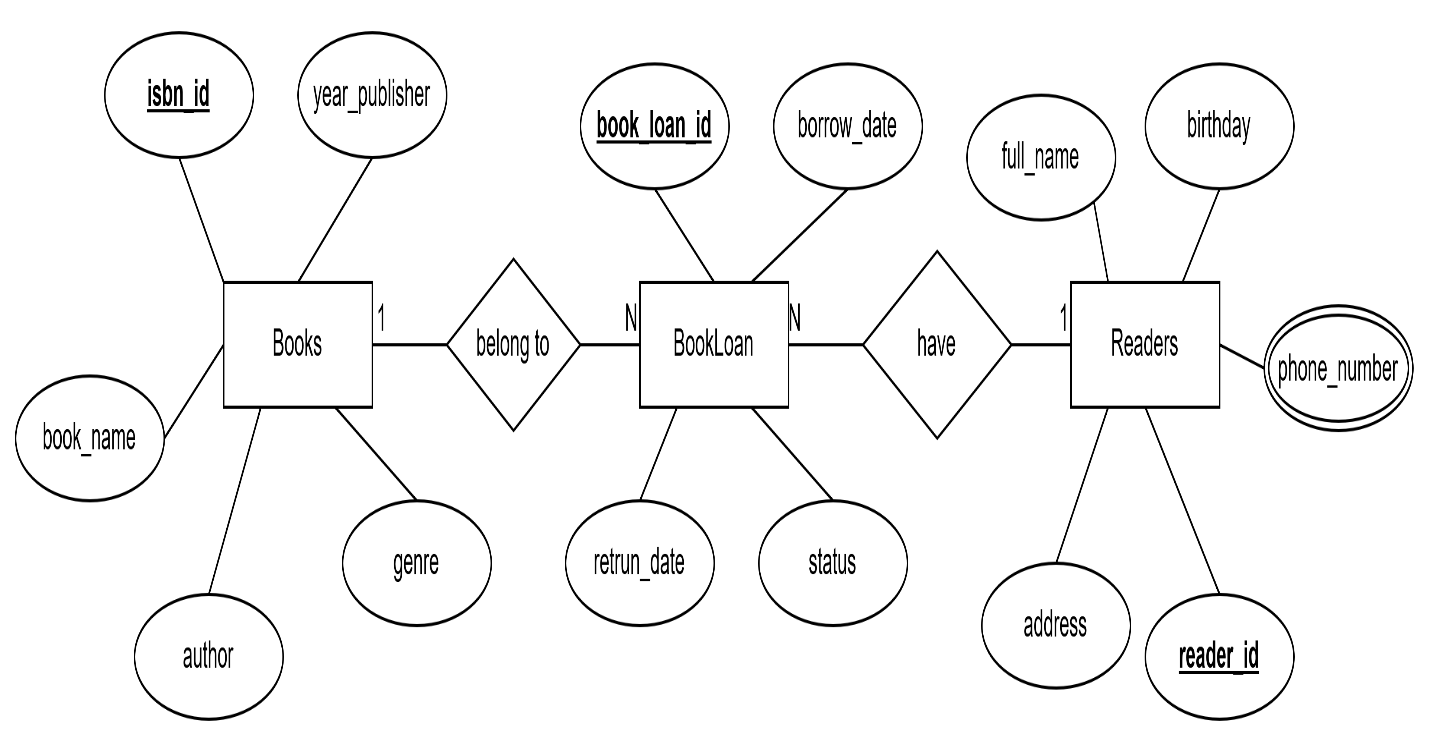 isbn_id
year_publisher
book_loan_id
borrow_date
full_name
birthday
Books
1
belong to
N
BookLoan
N
have
1
Readers
phone_number
book_name
genre
retrun_date
status
author
address
reader_id